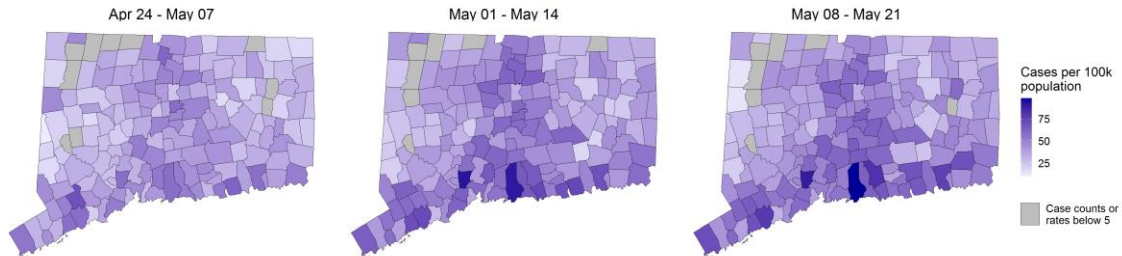 Apr 24 - May 07
May 01 - May 14
May 08 - May 21
Cases per 100k
population
75
50
25
Case counts or
rates below 5